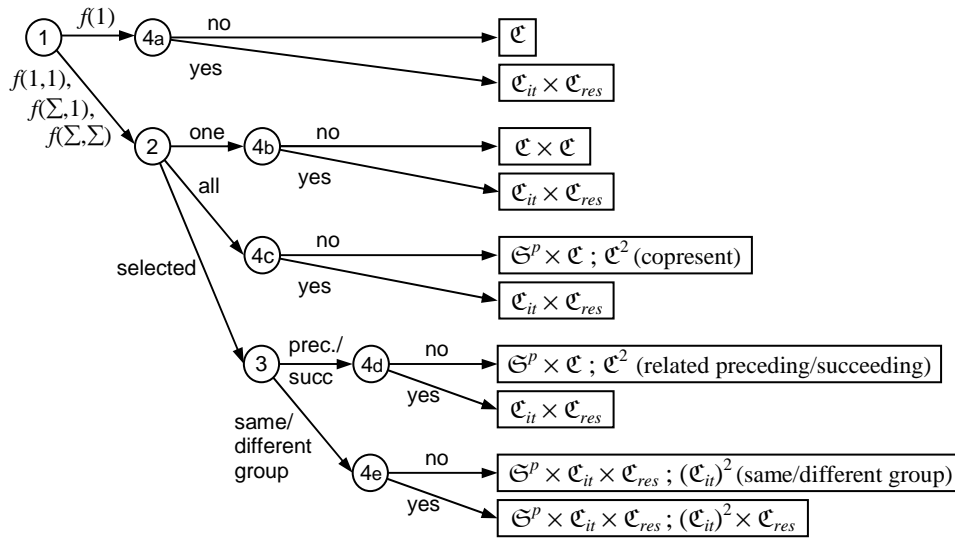 1 f(1) 4a no ℭ
yes ℭ_it × ℭ_res
f(1,1),
f(Σ,1),
f(Σ,Σ)
2 one 4b no ℭ × ℭ
yes ℭ_it × ℭ_res
all
4c no 𝔖^p × ℭ ; ℭ^2 (copresent)
yes ℭ_it × ℭ_res
selected
3 prec./ succ 4d no 𝔖^p × ℭ ; ℭ^2 (related preceding/succeeding)
yes ℭ_it × ℭ_res
same/
different
group
4e no 𝔖^p × ℭ_it × ℭ_res ; (ℭ_it)^2 (same/different group)
yes 𝔖^p × ℭ_it × ℭ_res ; (ℭ_it)^2 × ℭ_res